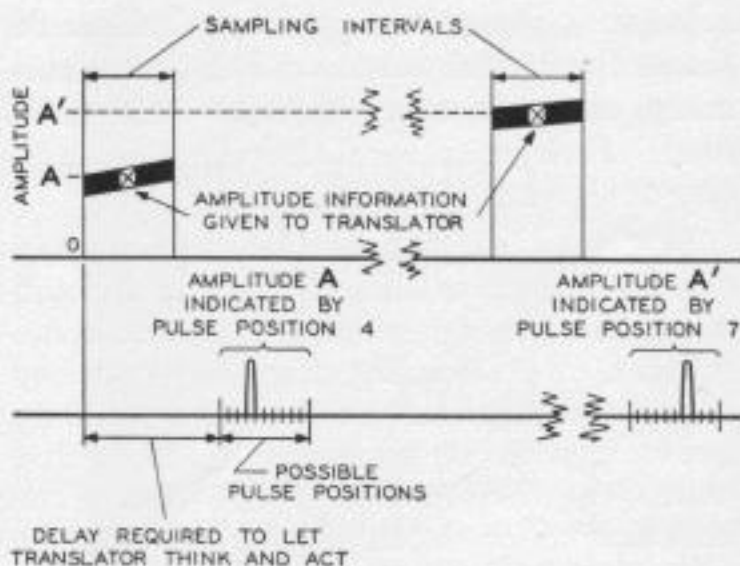 SAMPLING INTERVALS
AMPLITUDE
A'
A
0
AMPLITUDE INFORMATION
GIVEN TO TRANSLATOR
AMPLITUDE A
INDICATED BY
PULSE POSITION 4
AMPLITUDE A'
INDICATED BY
PULSE POSITION 7
POSSIBLE
PULSE POSITIONS
DELAY REQUIRED TO LET
TRANSLATOR THINK AND ACT